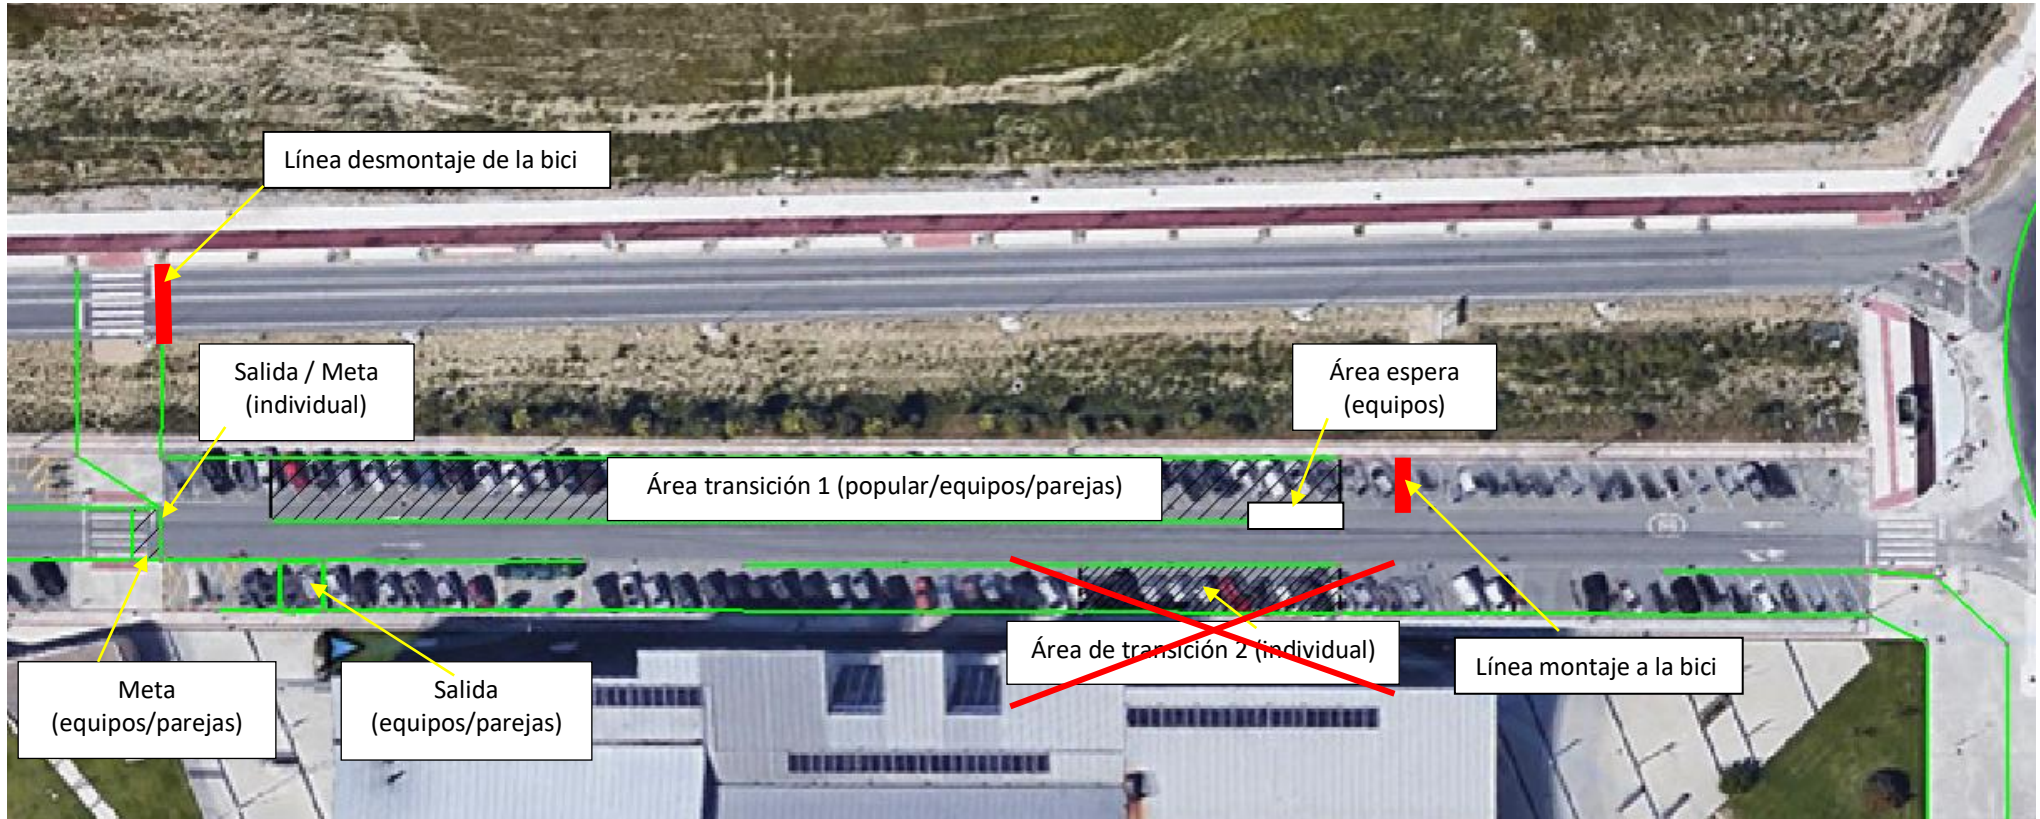 Línea desmontaje de la bici
Salida / Meta
(individual)
Área espera
(equipos)
Área transición 1 (popular/equipos/parejas)
Área de transición 2 (individual)
Línea montaje a la bici
Meta
(equipos/parejas)
Salida
(equipos/parejas)